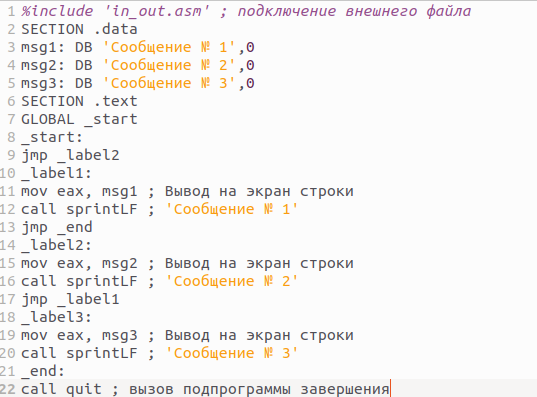 1 %include 'in_out.asm' ; подключение внешнего файла
2 SECTION .data
3 msg1: DB 'Сообщение № 1',0
4 msg2: DB 'Сообщение № 2',0
5 msg3: DB 'Сообщение № 3',0
6 SECTION .text
7 GLOBAL _start
8 _start:
9 jmp _label2
10 _label1:
11 mov eax, msg1 ; Вывод на экран строки
12 call sprintLF ; 'Сообщение № 1'
13 jmp _end
14 _label2:
15 mov eax, msg2 ; Вывод на экран строки
16 call sprintLF ; 'Сообщение № 2'
17 jmp _label1
18 _label3:
19 mov eax, msg3 ; Вывод на экран строки
20 call sprintLF ; 'Сообщение № 3'
21 _end:
22 call quit ; вызов подпрограммы завершения